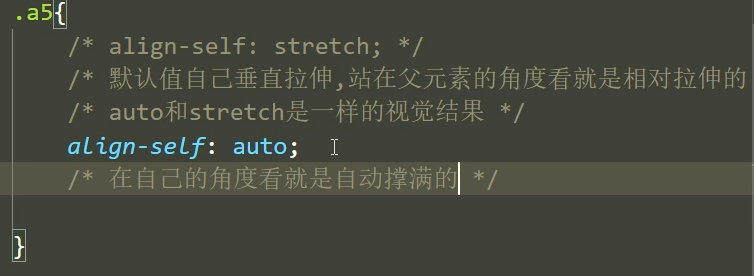 .a5{
/* align-self: stretch; */
/* 默认值自己垂直拉伸,站在父元素的角度看就是相对拉伸的
/* auto和stretch是一样的视觉结果 */
align-self: auto;
/* 在自己的角度看就是自动撑满的 */
}